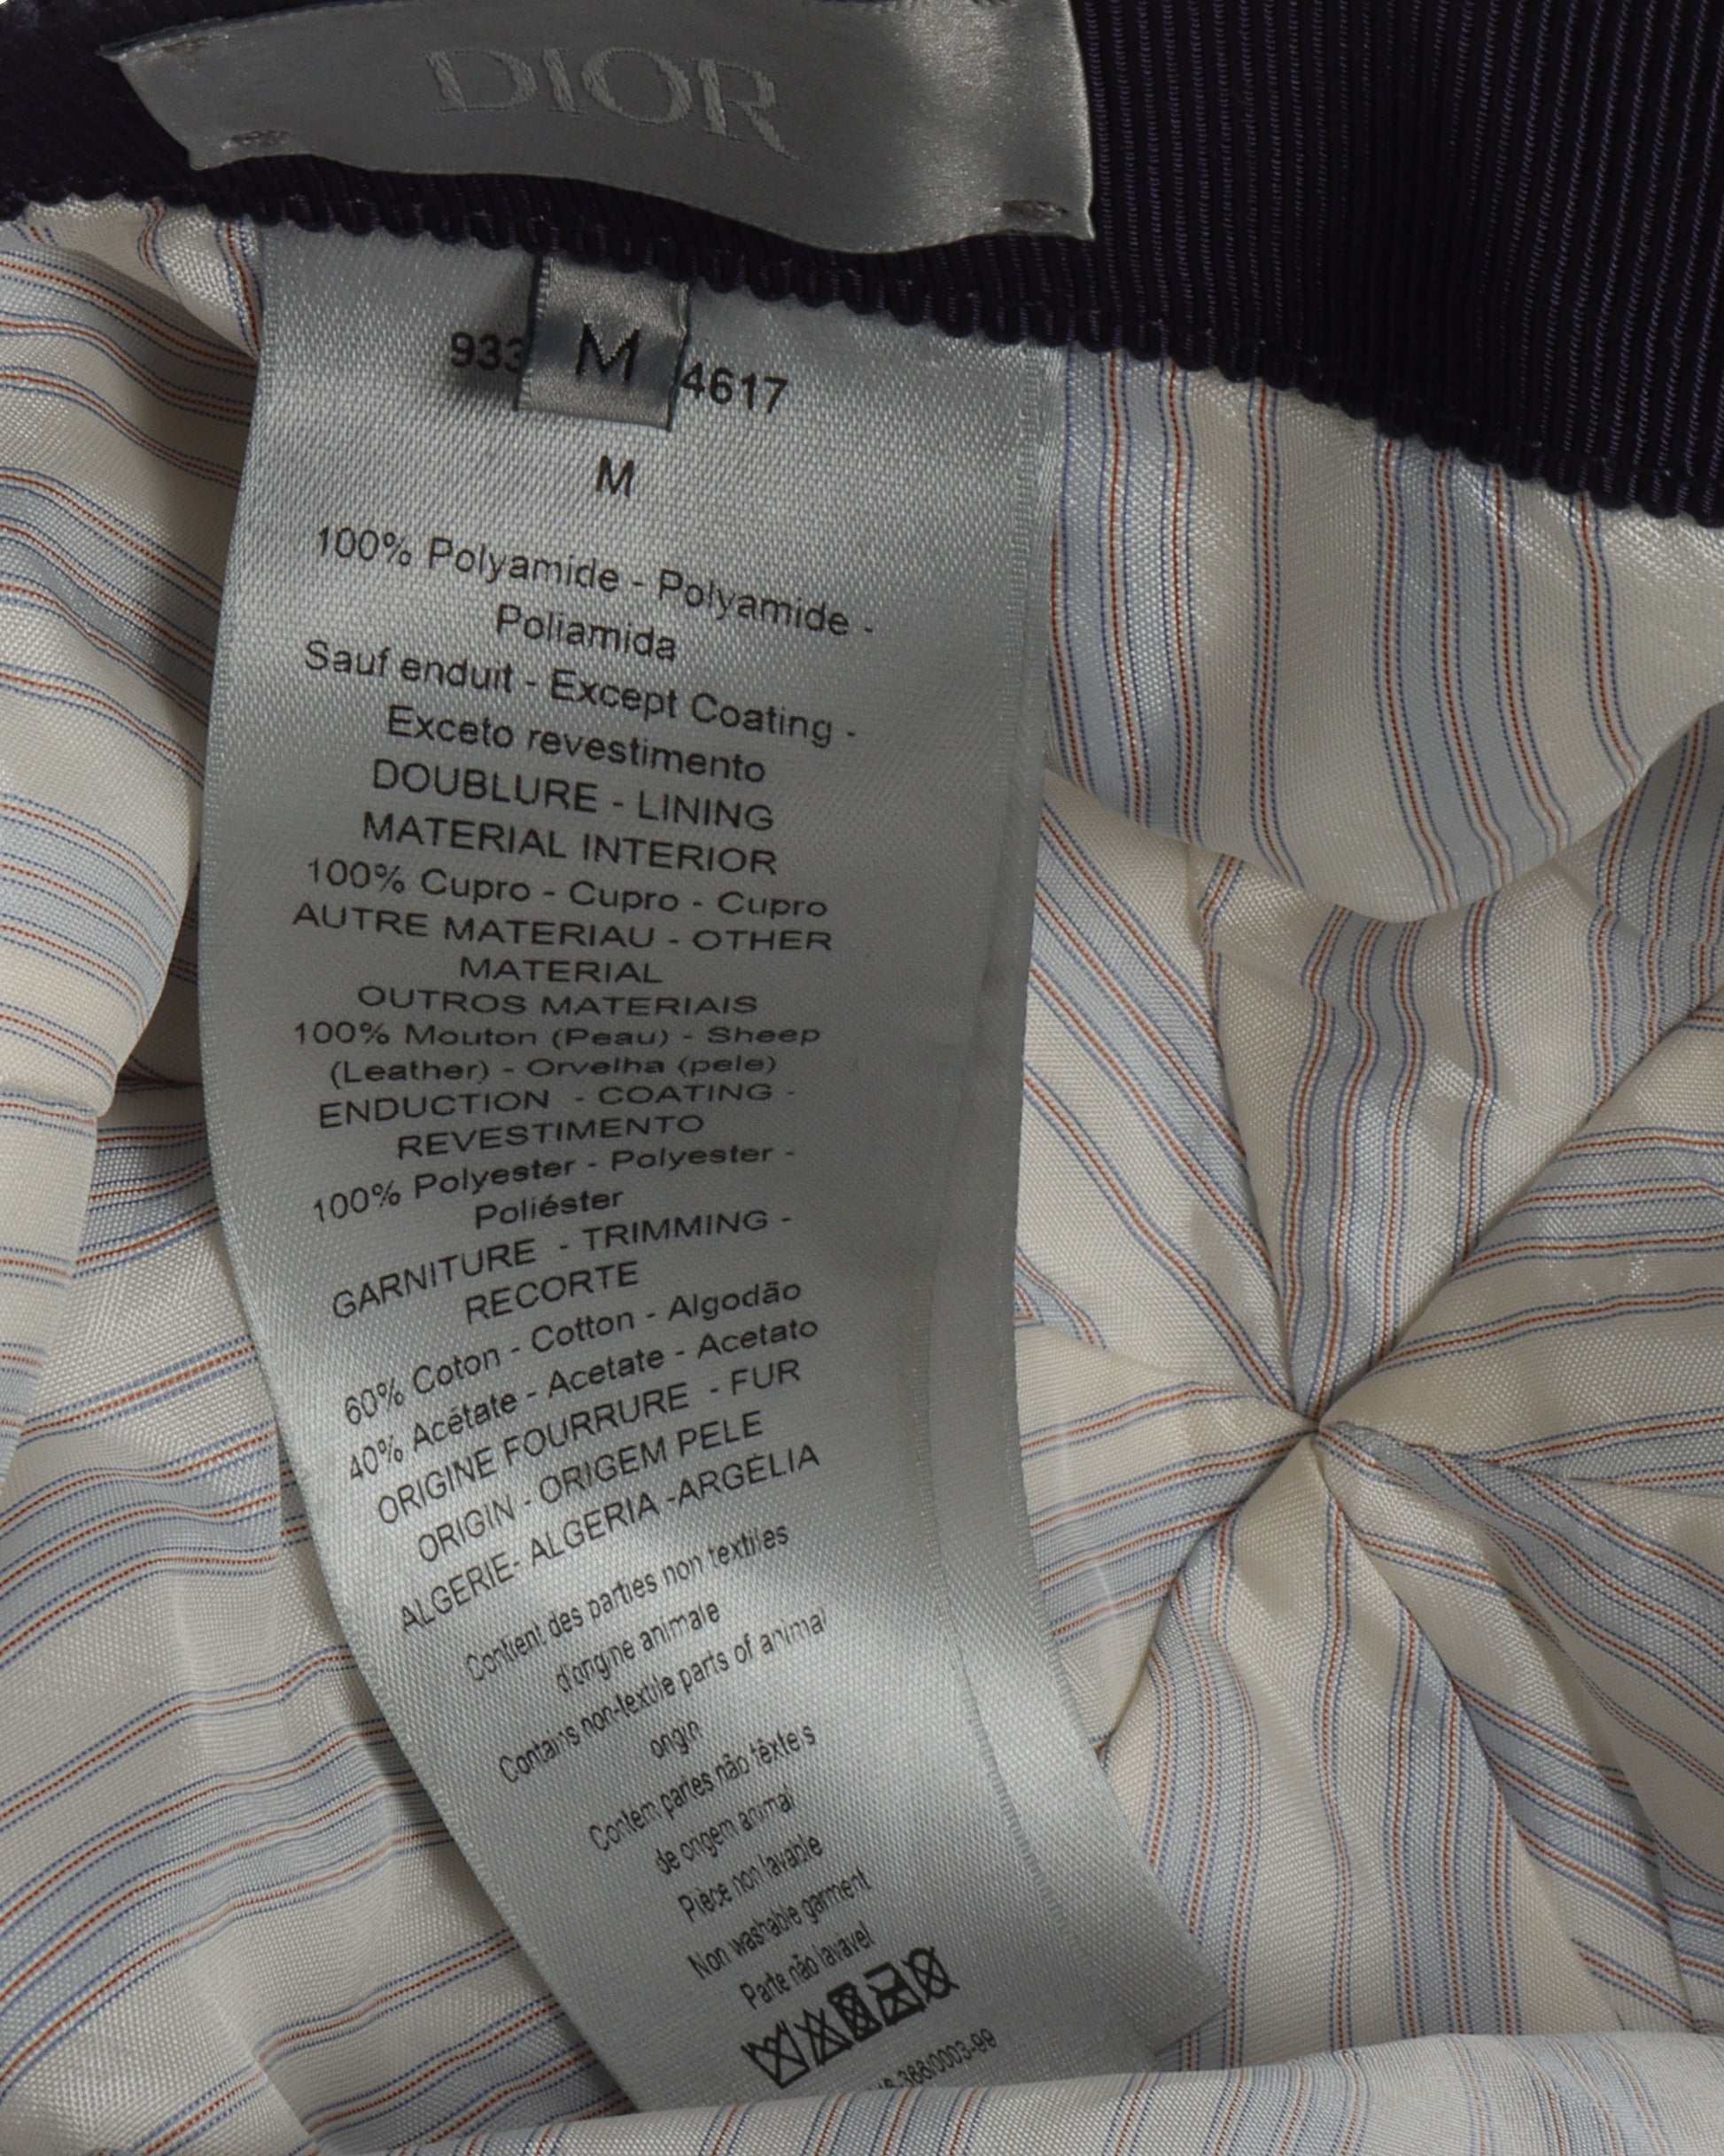 DIOR
933
M
4617
M
100% Polyamide - Polyamide -
Poliamida
Sauf enduit - Except Coating -
Exceto revestimento
DOUBLURE - LINING
MATERIAL INTERIOR
100% Cupro - Cupro - Cupro
AUTRE MATERIAU - OTHER
MATERIAL
OUTROS MATERIAIS
100% Mouton (Peau) - Sheep
(Leather) - Orvelha (pele)
ENDUCTION - COATING -
REVESTIMENTO
100% Polyester - Polyester -
Poliéster
GARNITURE - TRIMMING -
RECORTE
60% Coton - Cotton - Algodão
40% Acétate - Acetate - Acetato
ORIGINE FOURRURE - FUR
ORIGIN - ORIGEM PELE
ALGERIE- ALGERIA -ARGÉLIA
Contient des parties non textiles
d'origine animale
Contains non-textile parts of animal
origin
Contem partes não têxteis
de origem animal
Pièce non lavable
Non washable garment
Parte não lavavel
386/0003-99